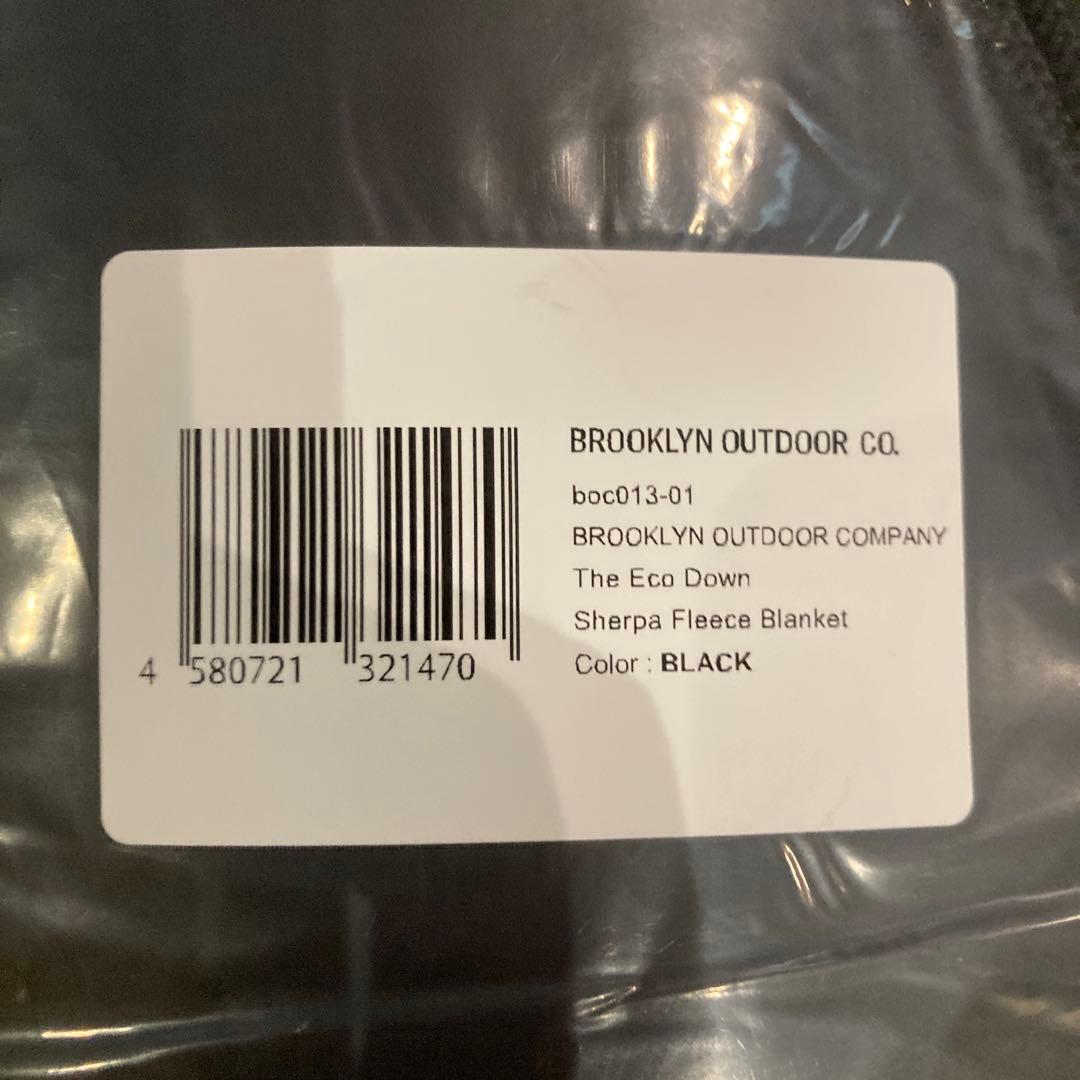 BROOKLYN OUTDOOR CO.
boc013-01
BROOKLYN OUTDOOR COMPANY
The Eco Down
Sherpa Fleece Blanket
Color : BLACK
4 580721 321470